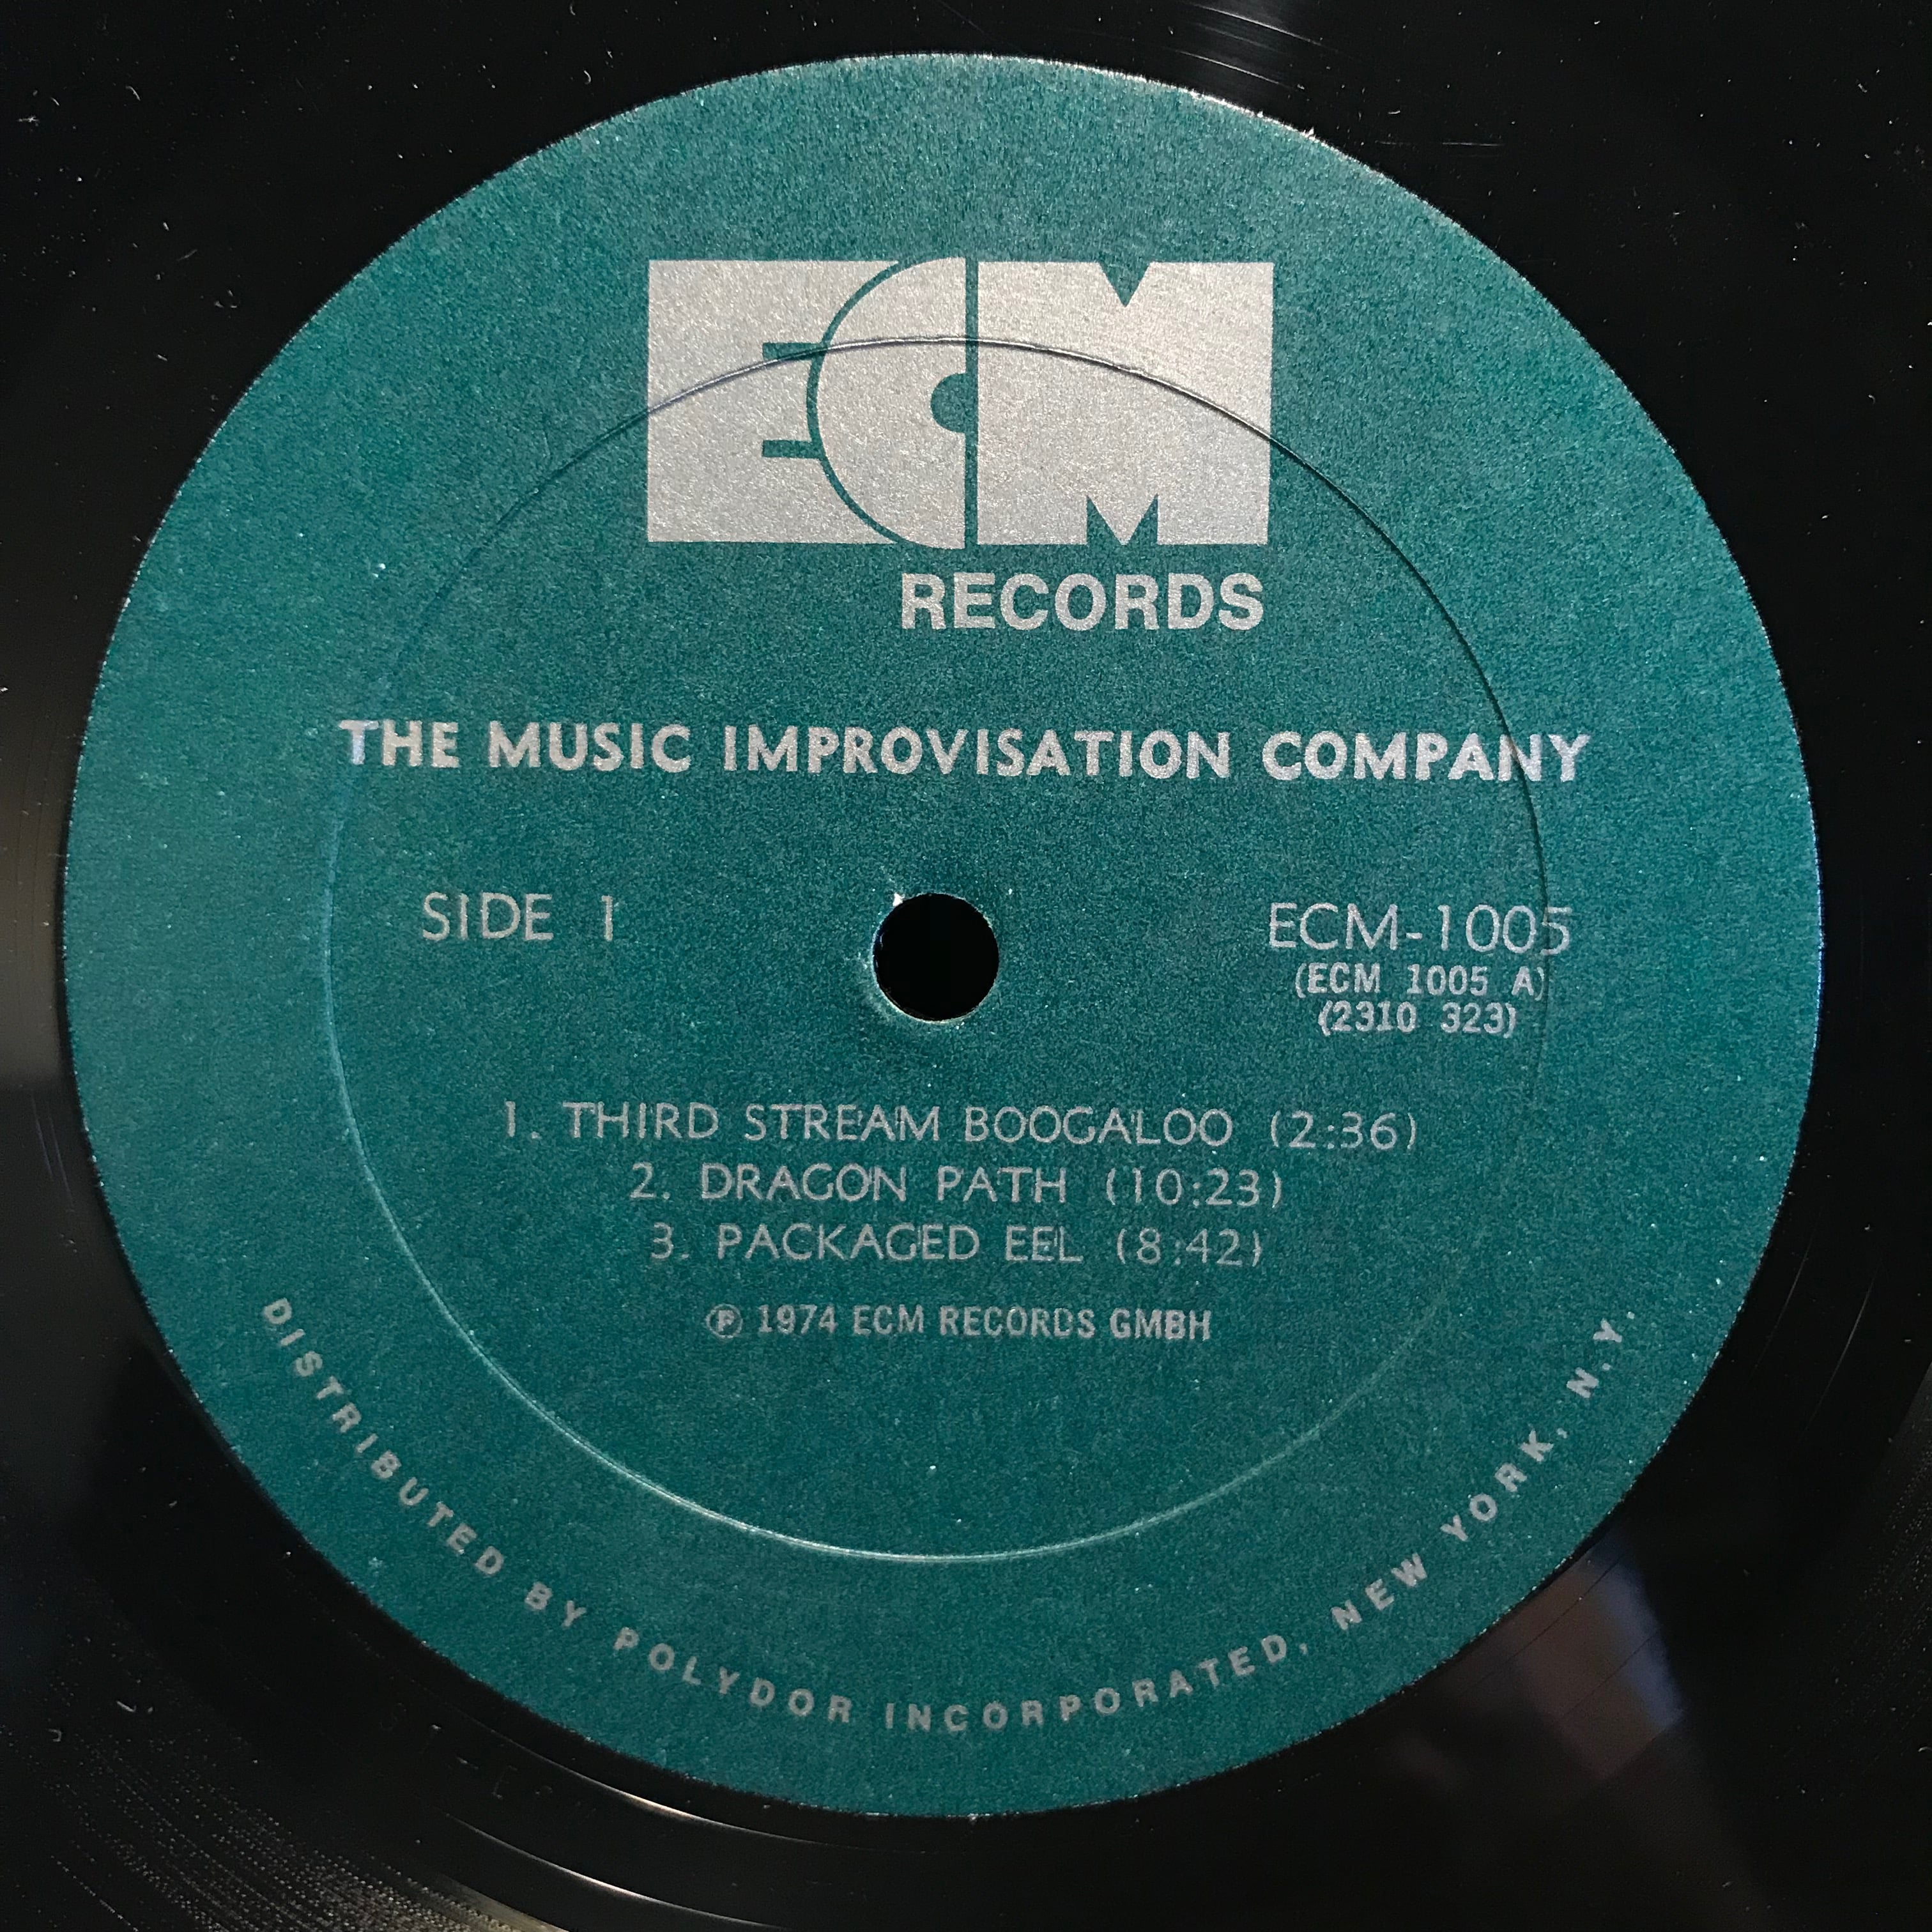 ECM
RECORDS
THE MUSIC IMPROVISATION COMPANY
SIDE 1
ECM-1005
(ECM 1005 A)
(2310 323)
1. THIRD STREAM BOOGALOO (2:36)
2. DRAGON PATH (10:23)
3. PACKAGED EEL (8:42)
℗ 1974 ECM RECORDS GMBH
DISTRIBUTED BY POLYDOR INCORPORATED, NEW YORK, N.Y.